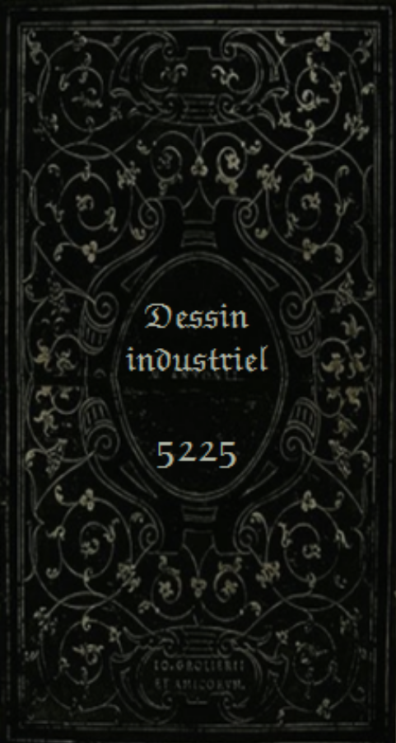 Dessin
industriel
5225
IO. GROLIERII
ET AMICORVM.